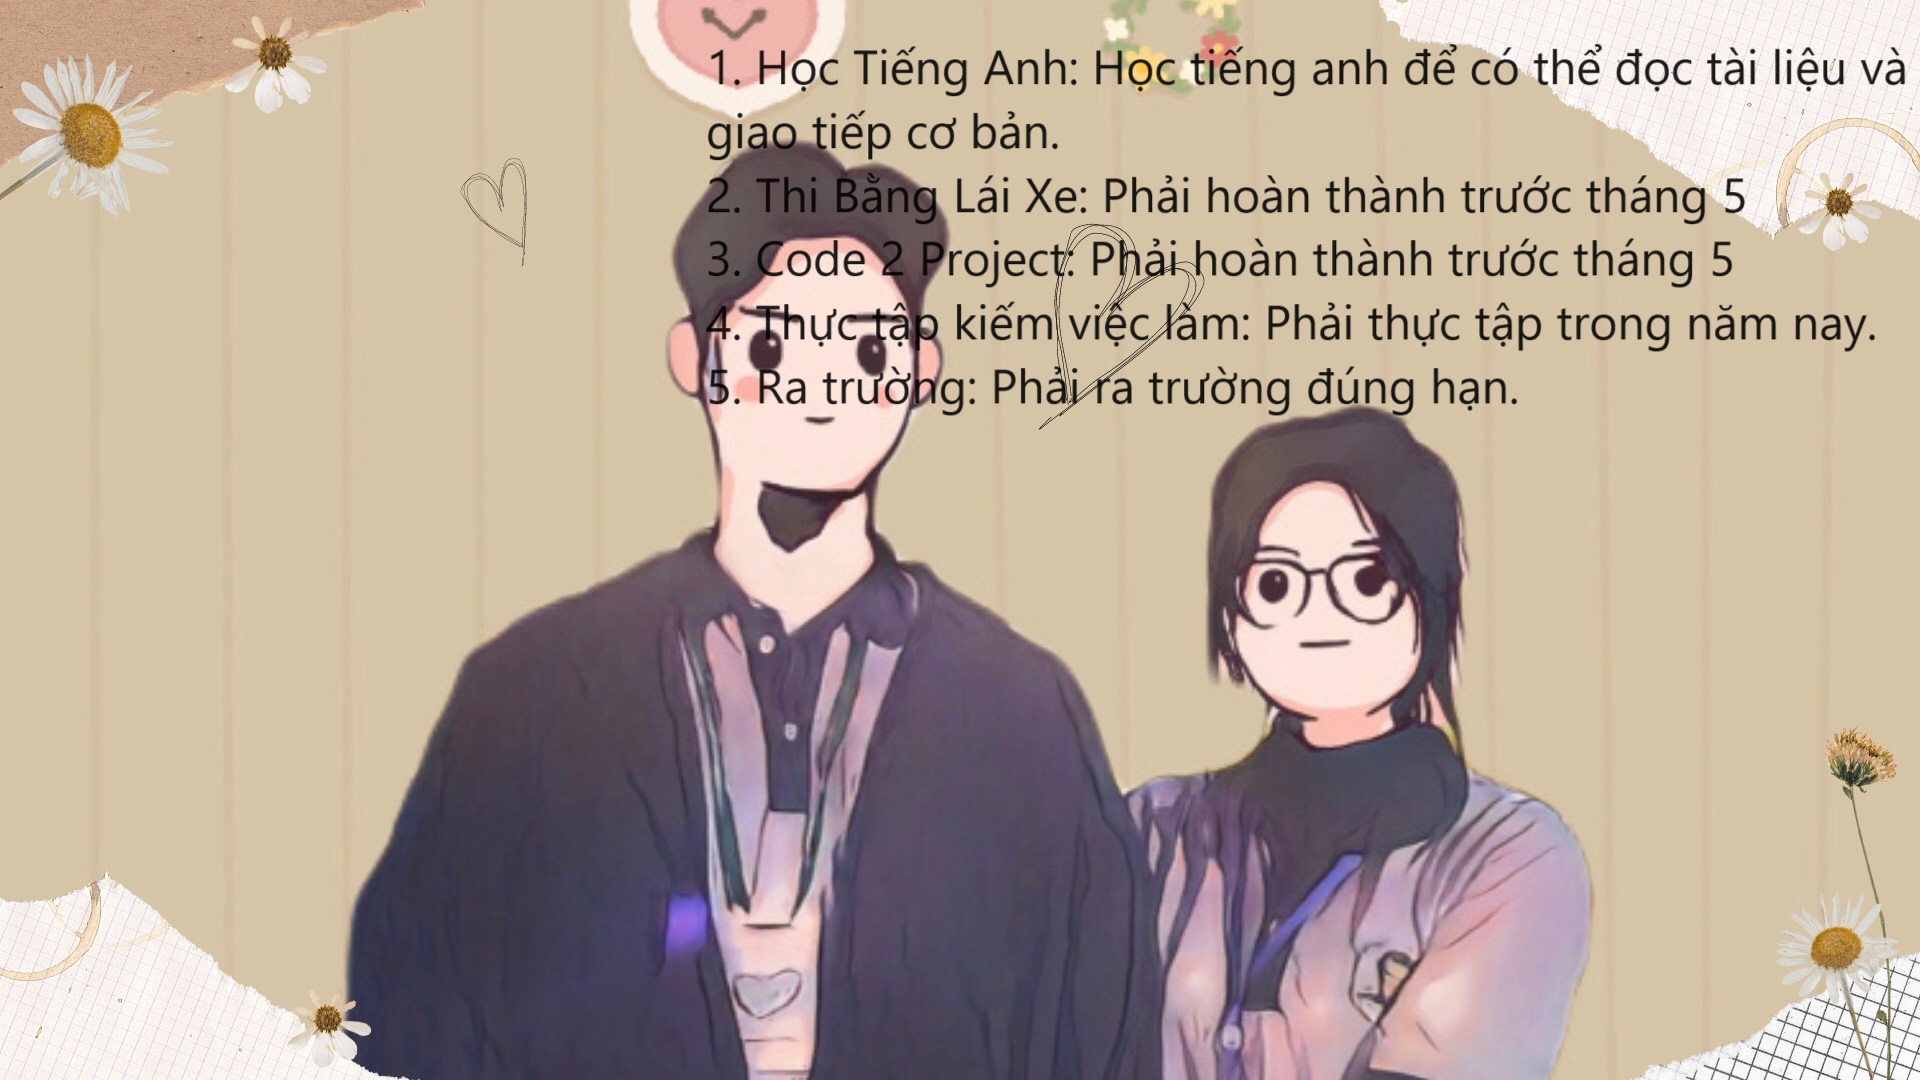 1. Học Tiếng Anh: Học tiếng anh để có thể đọc tài liệu và
giao tiếp cơ bản.
2. Thi Bằng Lái Xe: Phải hoàn thành trước tháng 5
3. Code 2 Project: Phải hoàn thành trước tháng 5
4. Thực tập kiếm việc làm: Phải thực tập trong năm nay.
5. Ra trường: Phải ra trường đúng hạn.